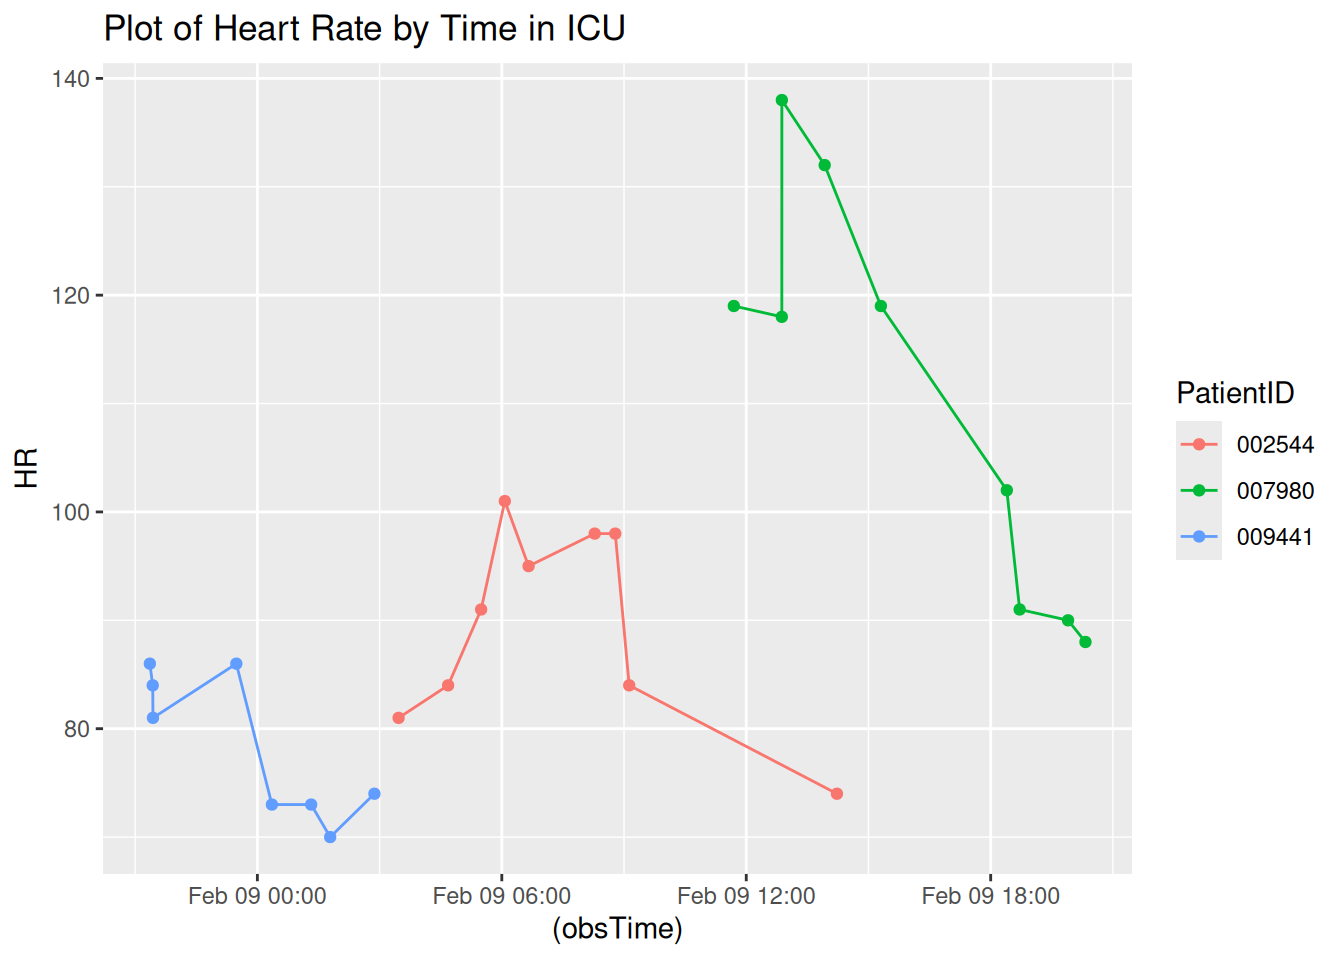 Plot of Heart Rate by Time in ICU
140
120
100
80
HR
Feb 09 00:00
Feb 09 06:00
Feb 09 12:00
Feb 09 18:00
(obsTime)
PatientID
002544
007980
009441